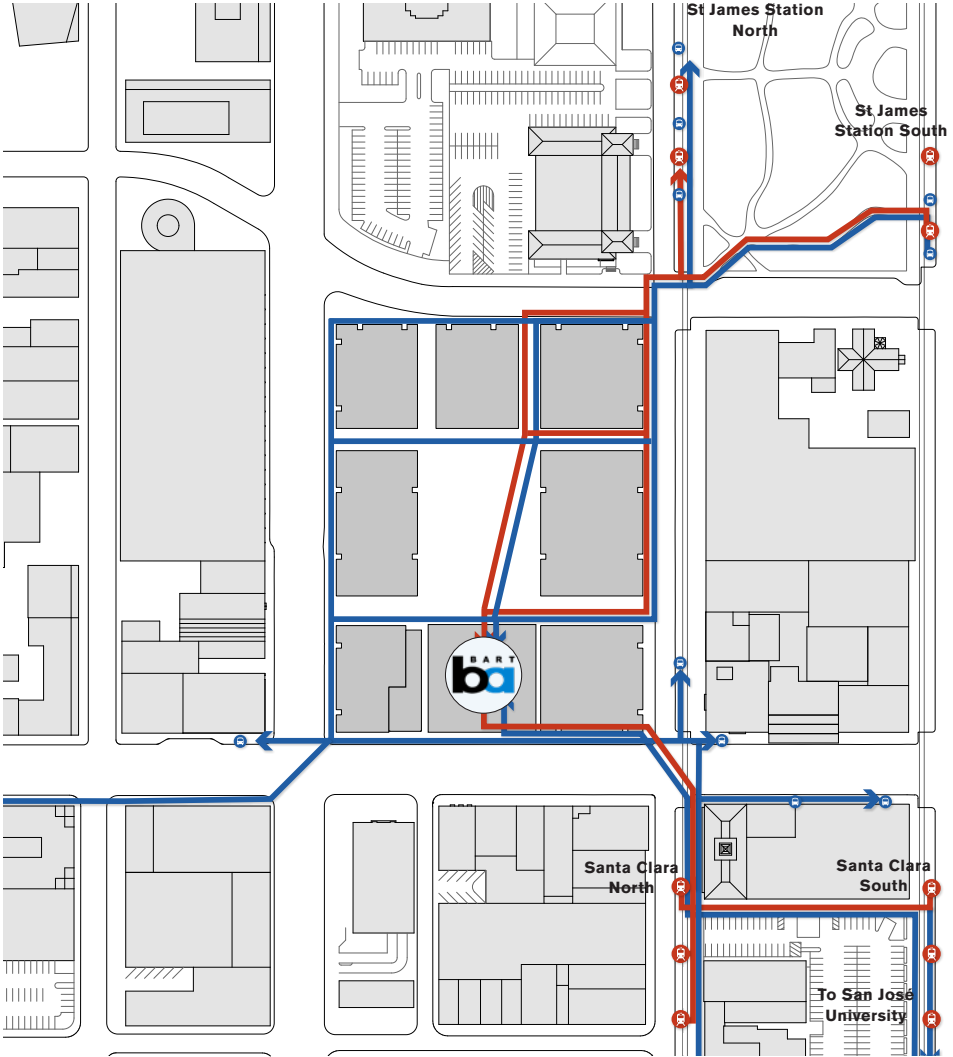 St James Station
North
St James
Station South
BART
ba
Santa Clara
North
Santa Clara
South
To San José
University